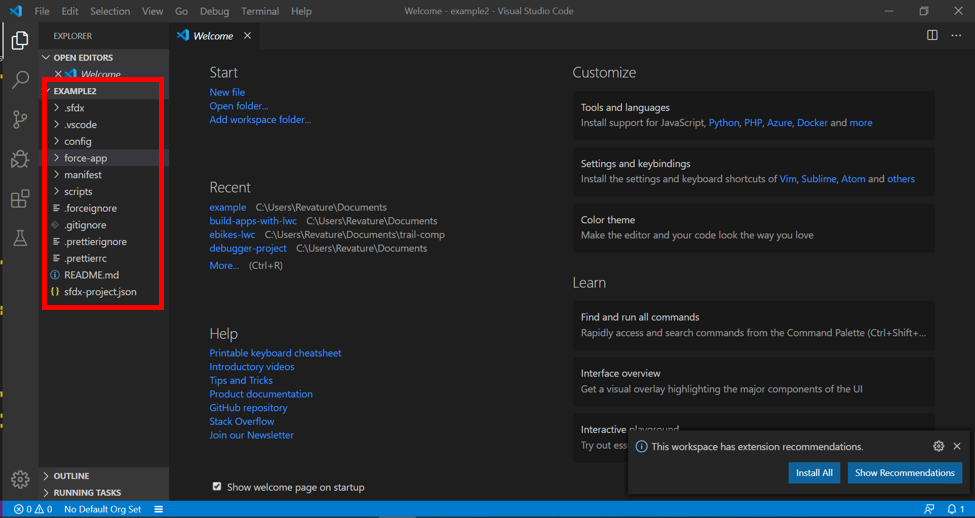 File Edit Selection View Go Debug Terminal Help
Welcome - example2 - Visual Studio Code
EXPLORER
Welcome
OPEN EDITORS
Welcome
EXAMPLE2
.sfdx
.vscode
config
force-app
manifest
scripts
.forceignore
.gitignore
.prettierignore
.prettierrc
README.md
sfdx-project.json
OUTLINE
RUNNING TASKS
Start
New file
Open folder...
Add workspace folder...
Recent
example C:\Users\Revature\Documents
build-apps-with-lwc C:\Users\Revature\Documents
ebikes-lwc C:\Users\Revature\Documents\trail-comp
debugger-project C:\Users\Revature\Documents
More... (Ctrl+R)
Help
Printable keyboard cheatsheet
Introductory videos
Tips and Tricks
Product documentation
GitHub repository
Stack Overflow
Join our Newsletter
Show welcome page on startup
Customize
Tools and languages
Install support for JavaScript, Python, PHP, Azure, Docker and more
Settings and keybindings
Install the settings and keyboard shortcuts of Vim, Sublime, Atom and others
Color theme
Make the editor and your code look the way you love
Learn
Find and run all commands
Rapidly access and search commands from the Command Palette (Ctrl+Shift+...
Interface overview
Get a visual overlay highlighting the major components of the UI
Interactive playground
Try out ess
This workspace has extension recommendations.
Install All
Show Recommendations
0 0 No Default Org Set
1